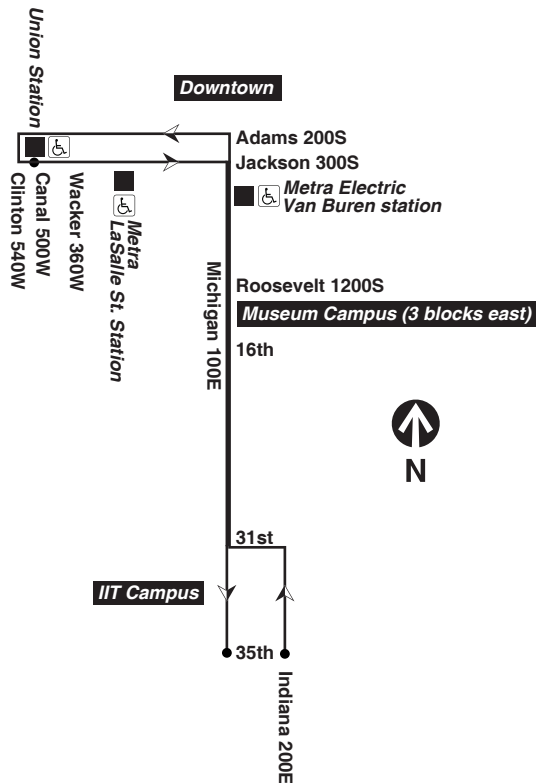 Union Station
Downtown
Adams 200S
Jackson 300S
Clinton 540W
Canal 500W
Wacker 360W
Metra
LaSalle St. Station
Metra Electric
Van Buren station
Michigan 100E
Roosevelt 1200S
Museum Campus (3 blocks east)
16th
N
31st
IIT Campus
35th
Indiana 200E